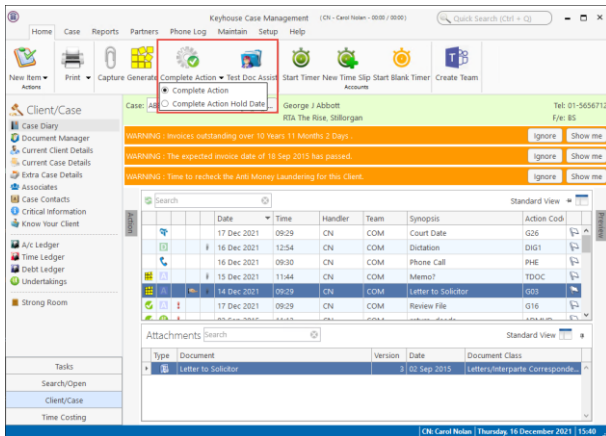 Keyhouse Case Management (CN - Carol Nolan - 00:00 / 00:00)
Quick Search (Ctrl + Q)
Home Case Reports Partners Phone Log Maintain Setup Help
New Item Print Capture Generate Complete Action Test Doc Assist Start Timer New Time Slip Start Blank Timer Create Team
Actions Accounts
Complete Action
Complete Action Hold Date
Client/Case
Case Diary
Document Manager
Current Client Details
Current Case Details
Extra Case Details
Associates
Case Contacts
Critical Information
Know Your Client
A/c Ledger
Time Ledger
Debt Ledger
Undertakings
Strong Room
Tasks
Search/Open
Client/Case
Time Costing
Case: George J Abbott Tel: 01-5656712
RTA The Rise, Stillorgan F/e: BS
WARNING : Invoices outstanding over 10 Years 11 Months 2 Days . Ignore Show me
WARNING : The expected invoice date of 18 Sep 2015 has passed. Ignore Show me
WARNING : Time to recheck the Anti Money Laundering for this Client. Ignore Show me
Action
Preview
Search Standard View
Date Time Handler Team Synopsis Action Code
17 Dec 2021 09:29 CN COM Court Date G26
16 Dec 2021 12:54 CN COM Dictation DIG1
16 Dec 2021 09:30 CN COM Phone Call PHE
15 Dec 2021 11:44 CN COM Memo? TDOC
14 Dec 2021 09:29 CN COM Letter to Solicitor G03
17 Dec 2021 09:29 CN COM Review File G16
Attachments Search Standard View
Type Document Version Date Document Class
Letter to Solicitor 3 02 Sep 2015 Letters/Interparte Corresponde...
CN: Carol Nolan Thursday, 16 December 2021 15:40